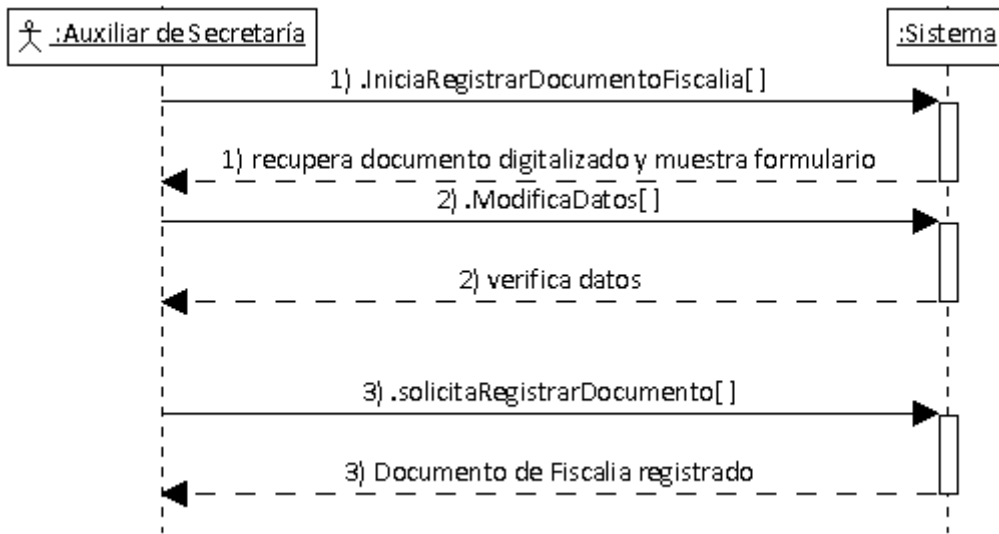 :Auxiliar de Secretaría
:Sistema
1) .IniciaRegistrarDocumentoFiscalia[ ]
1) recupera documento digitalizado y muestra formulario
2) .ModificaDatos[ ]
2) verifica datos
3) .solicitaRegistrarDocumento[ ]
3) Documento de Fiscalia registrado